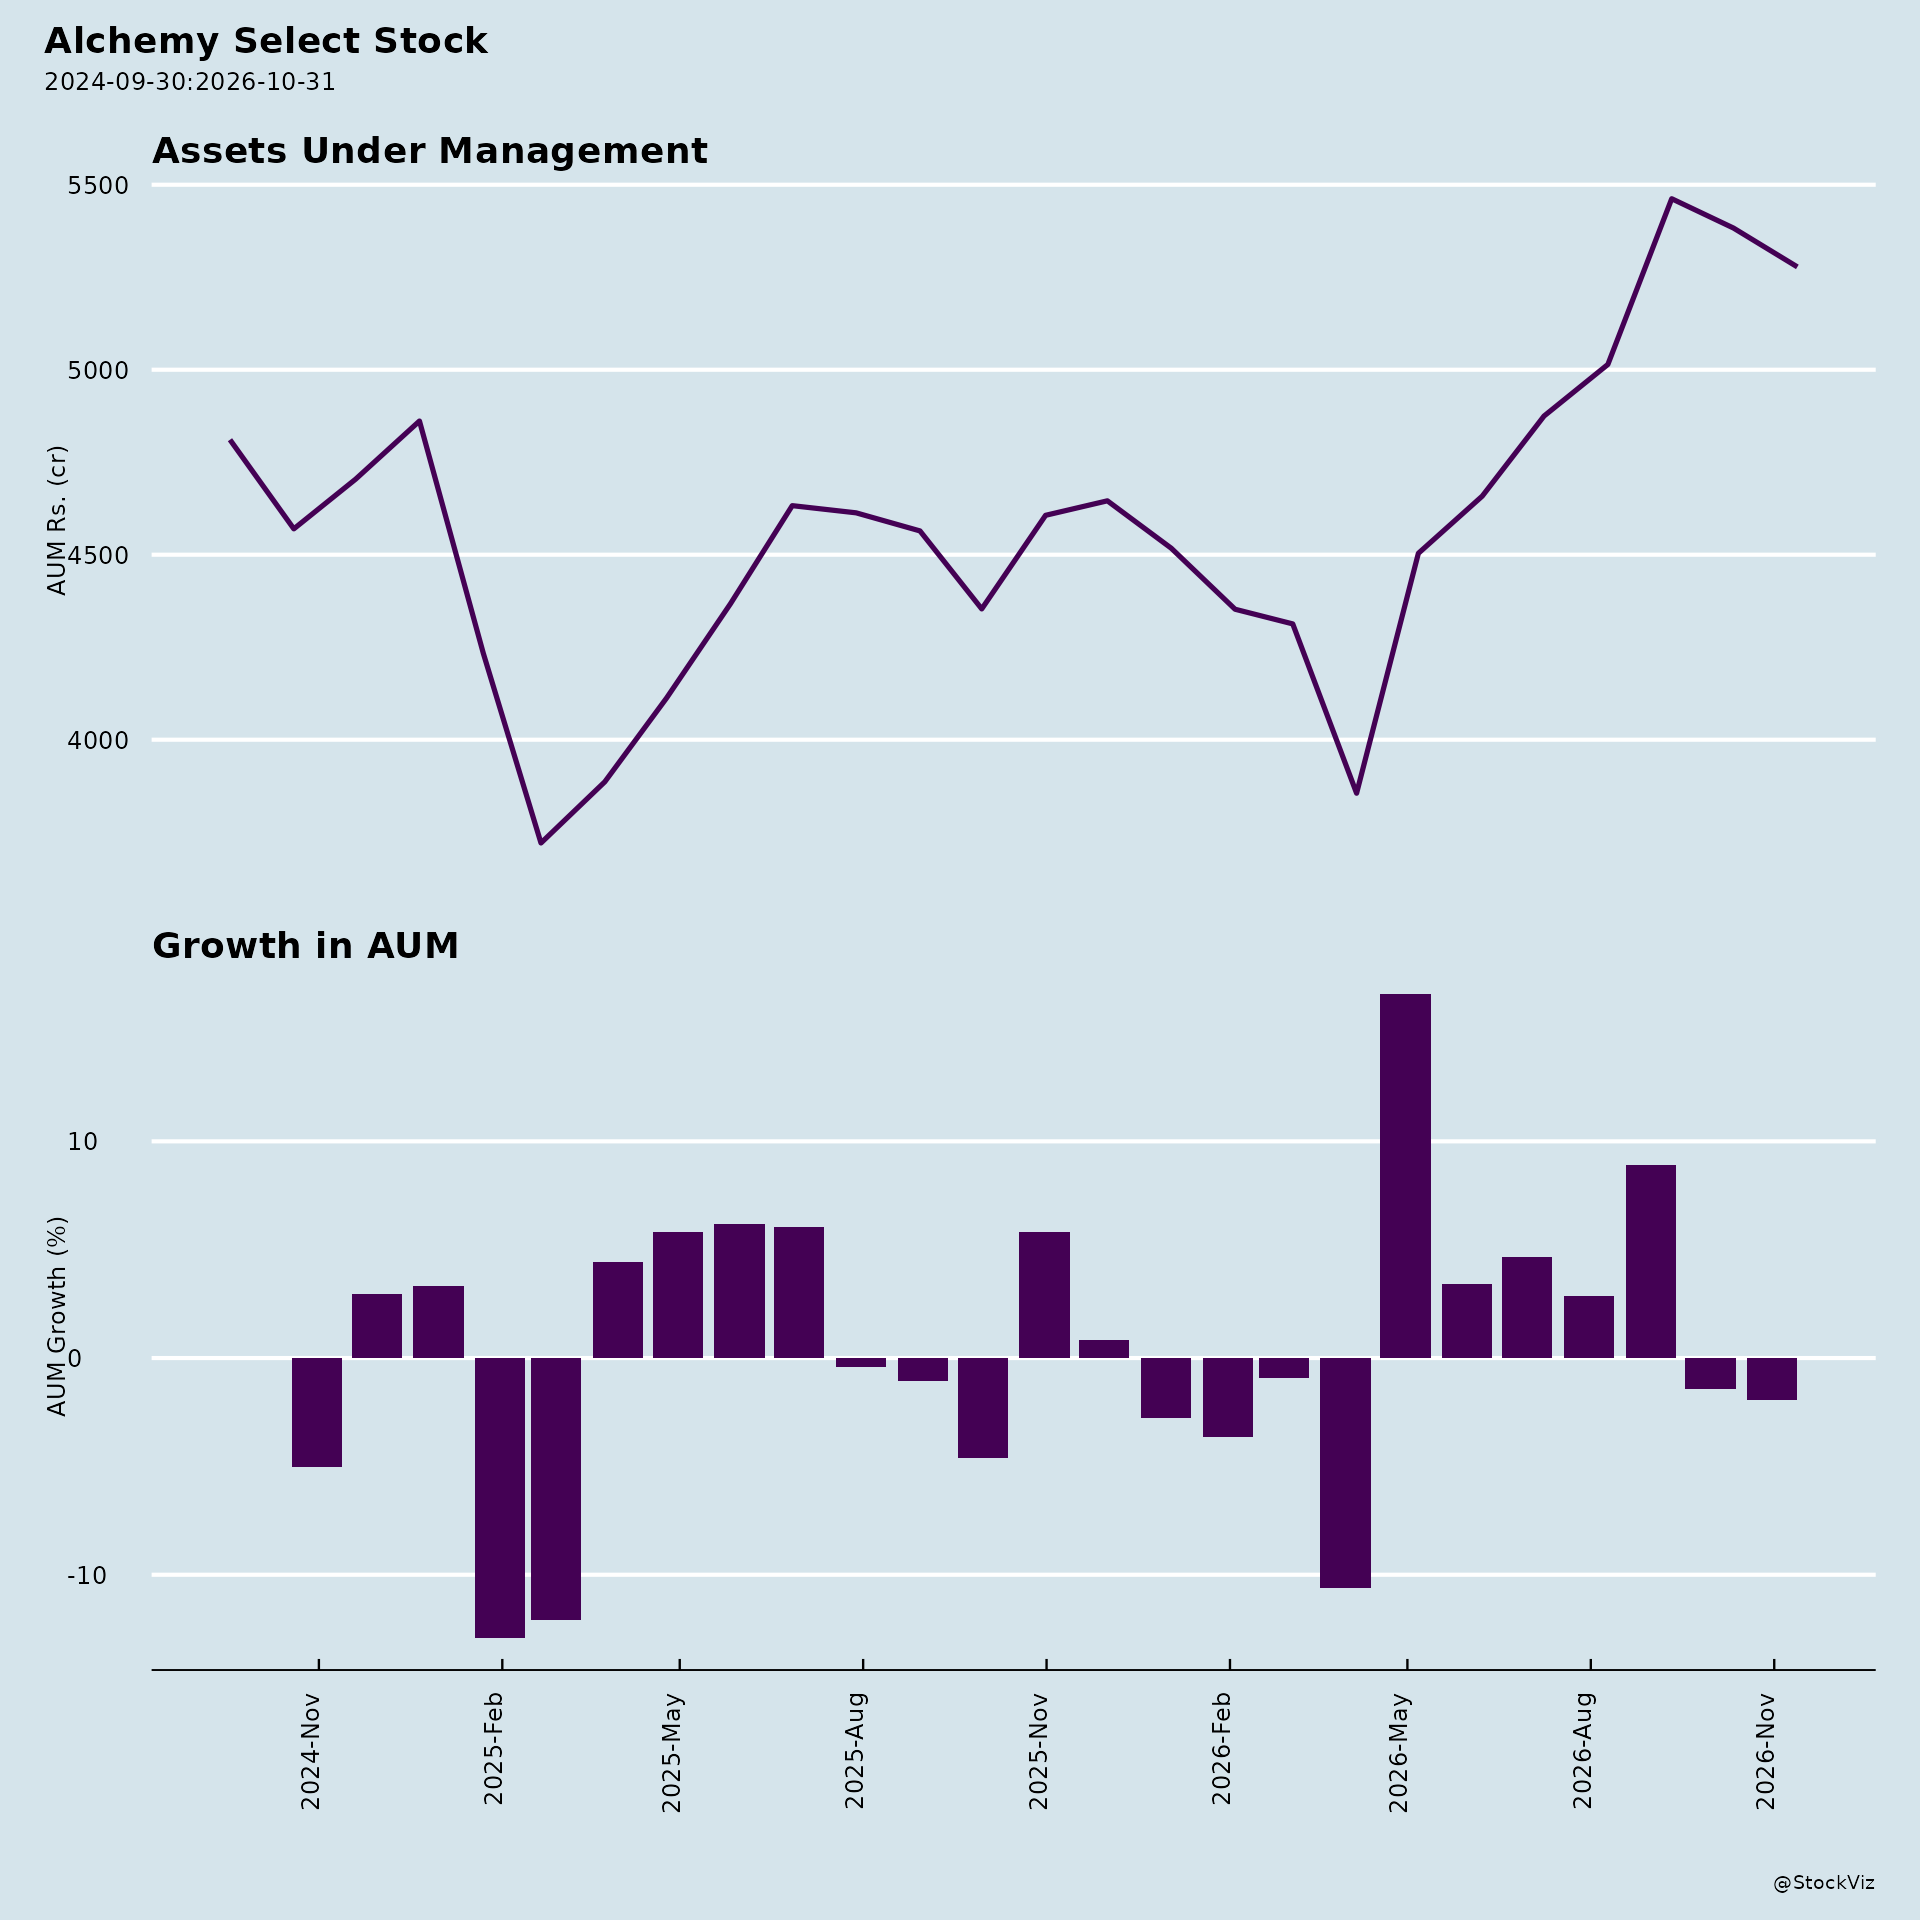 Alchemy Select Stock
2024-09-30:2026-10-31
Assets Under Management
5500
5000
4500
4000
AUM Rs. (cr)
Growth in AUM
10
0
-10
AUM Growth (%)
2024-Nov
2025-Feb
2025-May
2025-Aug
2025-Nov
2026-Feb
2026-May
2026-Aug
2026-Nov
@StockViz